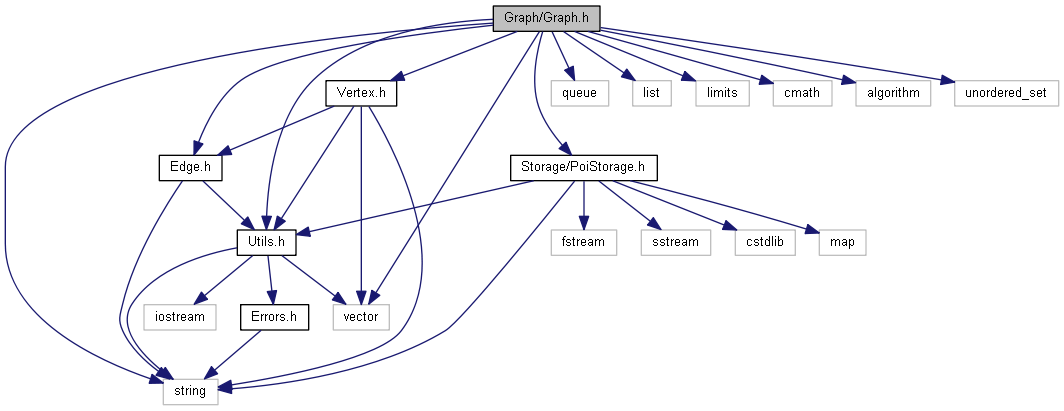 Graph/Graph.h
Vertex.h
queue
list
limits
cmath
algorithm
unordered_set
Edge.h
Storage/PoiStorage.h
Utils.h
fstream
sstream
cstdlib
map
iostream
Errors.h
vector
string